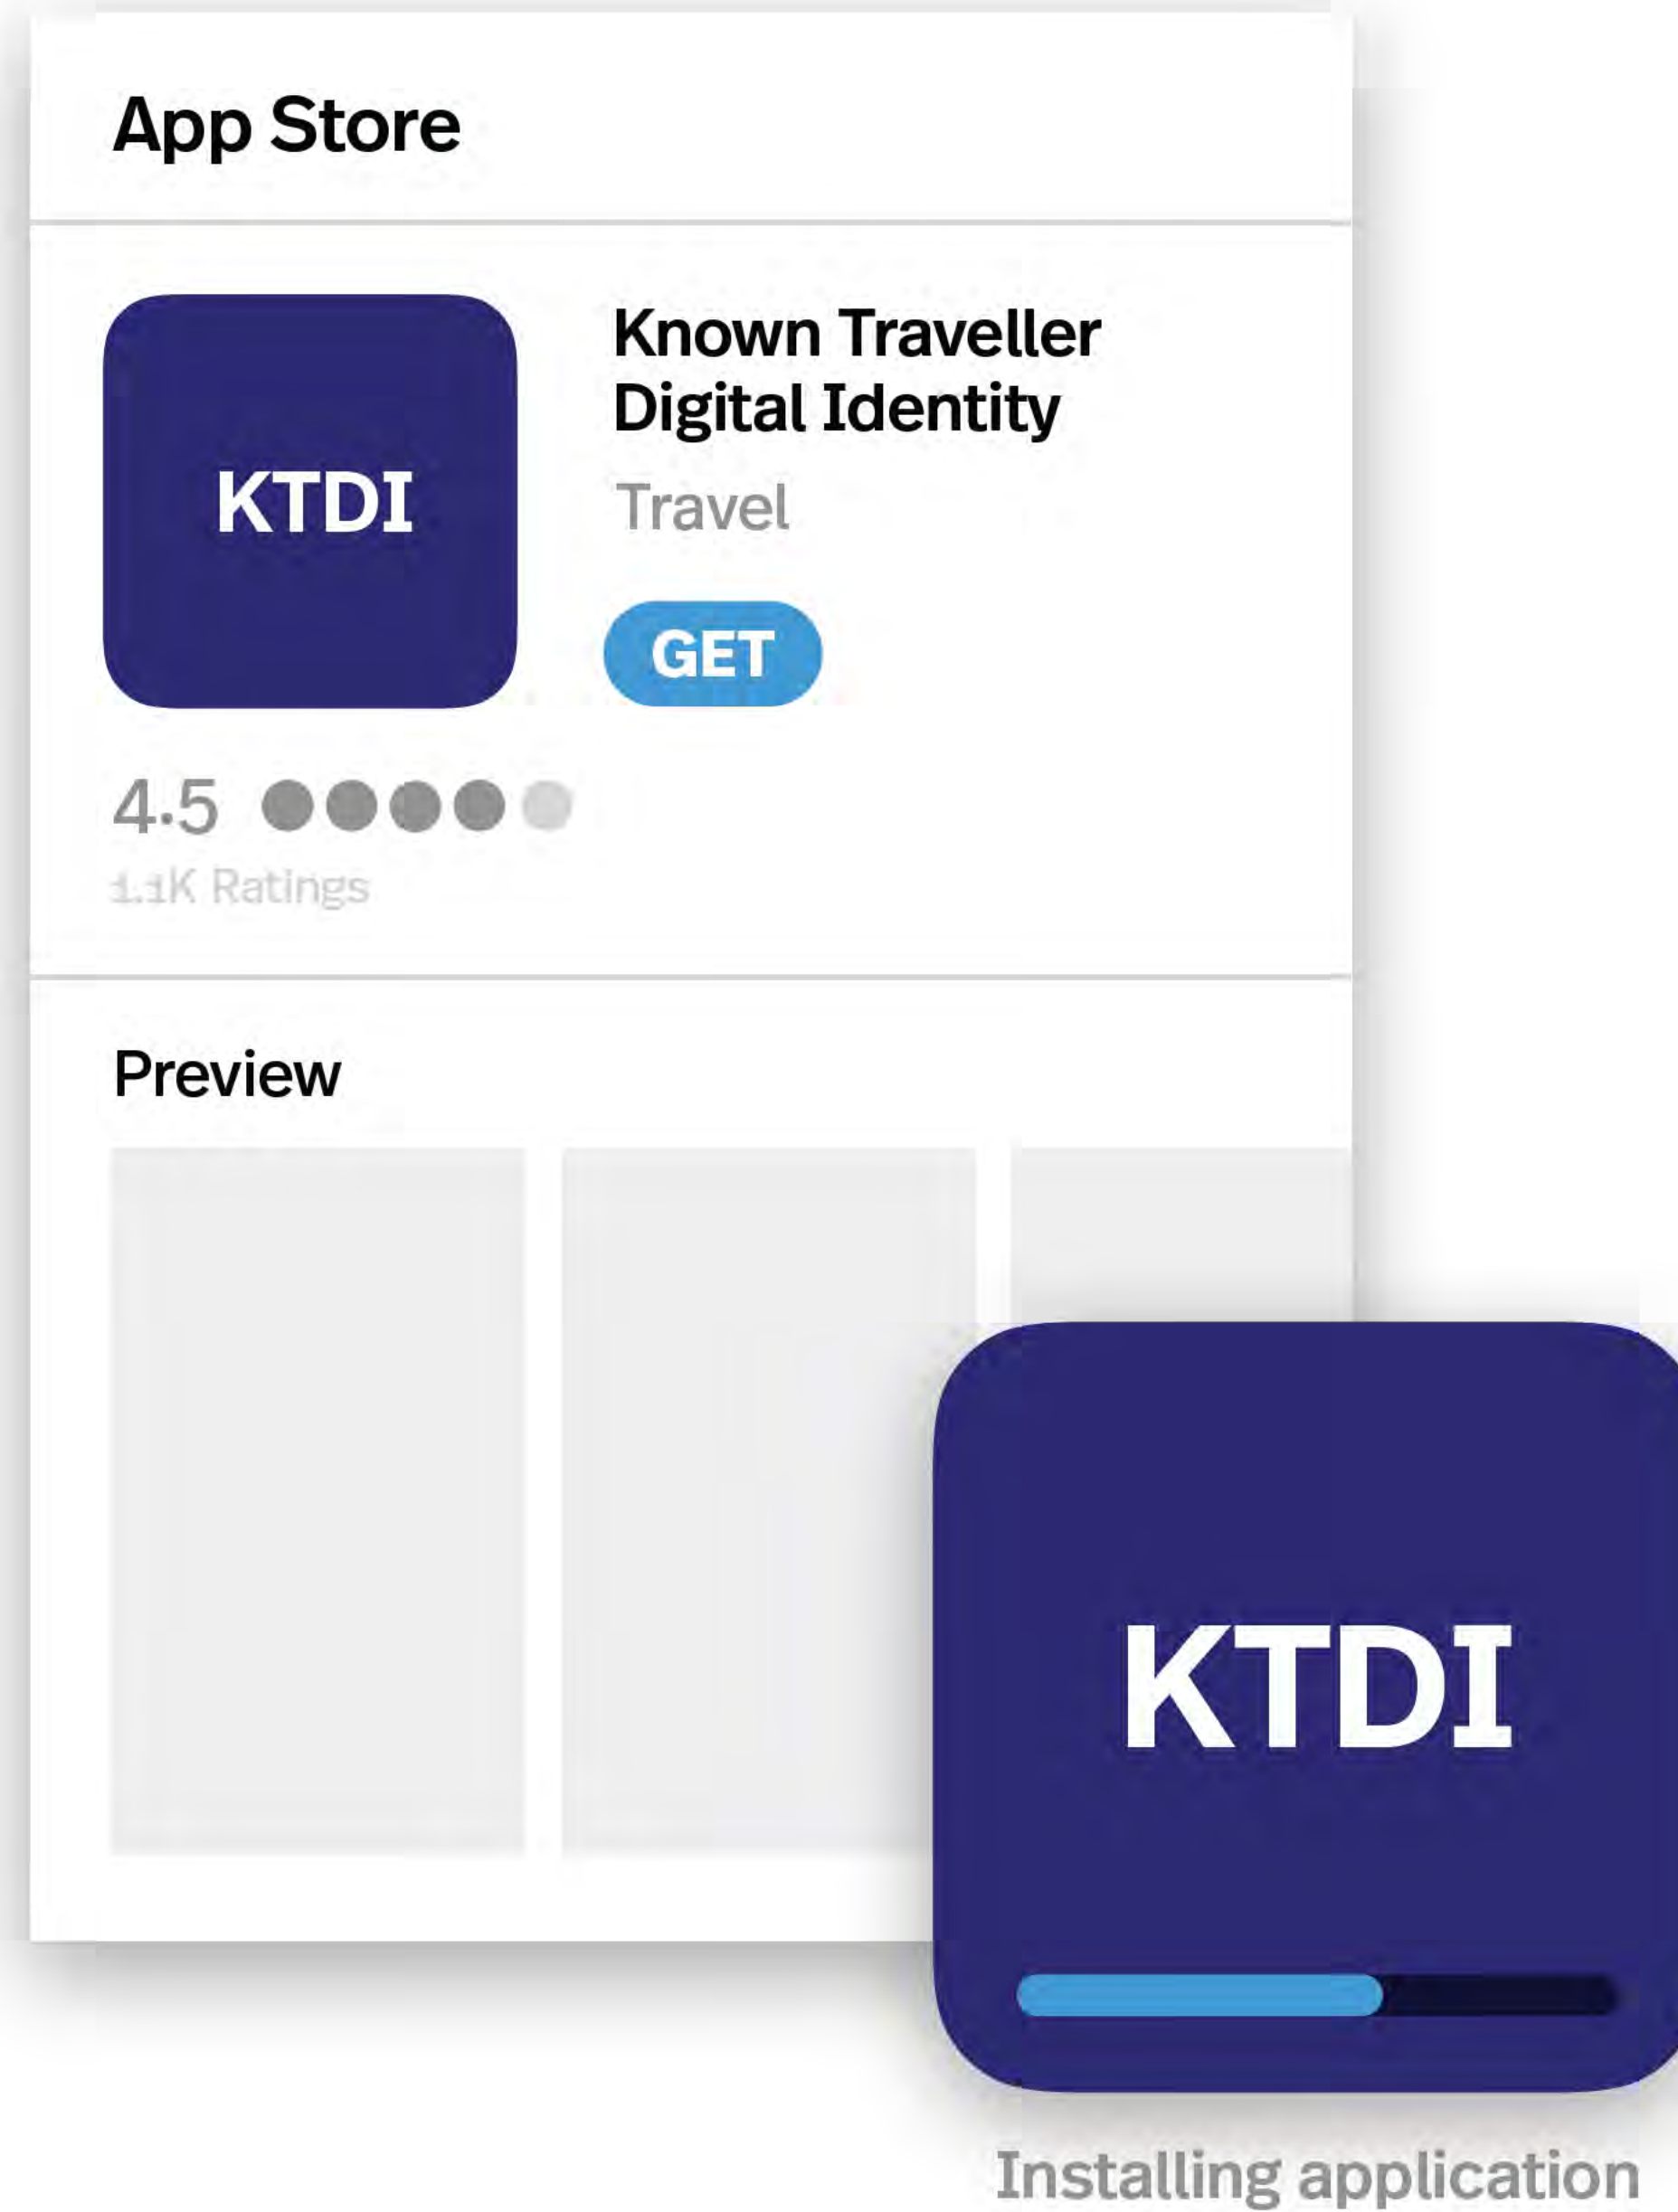 App Store
KTDI
Known Traveller
Digital Identity
Travel
GET
4.5
1.1K Ratings
Preview
KTDI
Installing application